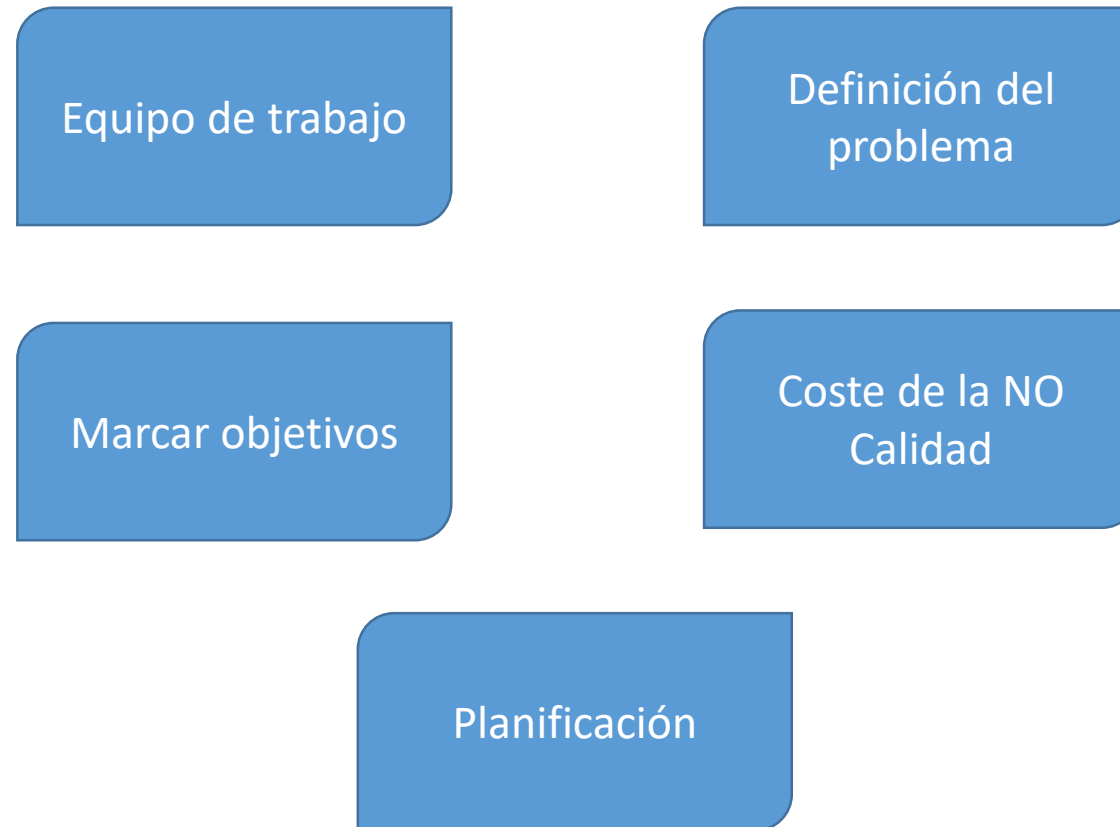 Equipo de trabajo
Definición del
problema
Marcar objetivos
Coste de la NO
Calidad
Planificación